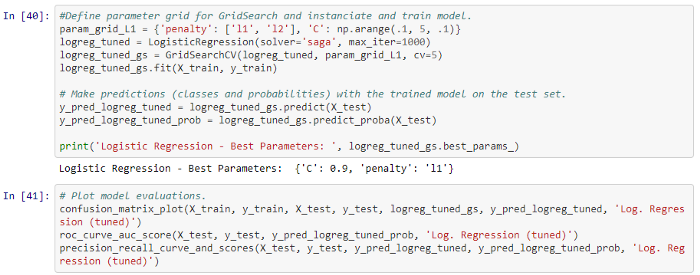 In [40]: #Define parameter grid for GridSearch and instanciate and train model.
param_grid_L1 = {'penalty': ['l1', 'l2'], 'C': np.arange(.1, 5, .1)}
logreg_tuned = LogisticRegression(solver='saga', max_iter=1000)
logreg_tuned_gs = GridSearchCV(logreg_tuned, param_grid_L1, cv=5)
logreg_tuned_gs.fit(X_train, y_train)
# Make predictions (classes and probabilities) with the trained model on the test set.
y_pred_logreg_tuned = logreg_tuned_gs.predict(X_test)
y_pred_logreg_tuned_prob = logreg_tuned_gs.predict_proba(X_test)
print('Logistic Regression - Best Parameters: ', logreg_tuned_gs.best_params_)
Logistic Regression - Best Parameters:  {'C': 0.9, 'penalty': 'l1'}
In [41]: # Plot model evaluations.
confusion_matrix_plot(X_train, y_train, X_test, y_test, logreg_tuned_gs, y_pred_logreg_tuned, 'Log. Regres
sion (tuned)')
roc_curve_auc_score(X_test, y_test, y_pred_logreg_tuned_prob, 'Log. Regression (tuned)')
precision_recall_curve_and_scores(X_test, y_test, y_pred_logreg_tuned, y_pred_logreg_tuned_prob, 'Log. Reg
ression (tuned)')